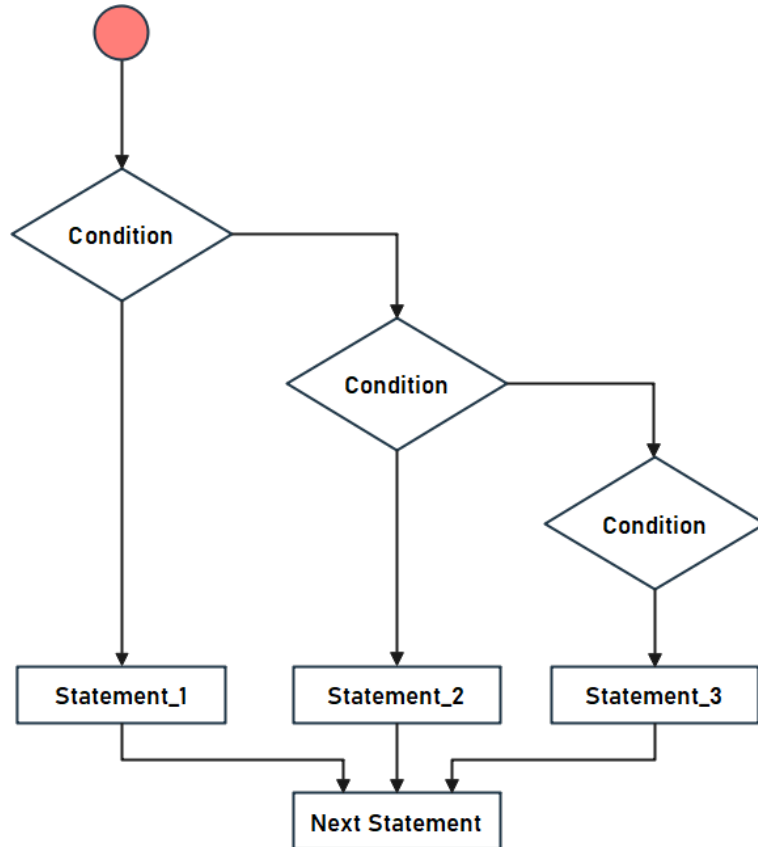 Condition
Condition
Condition
Statement_1
Statement_2
Statement_3
Next Statement